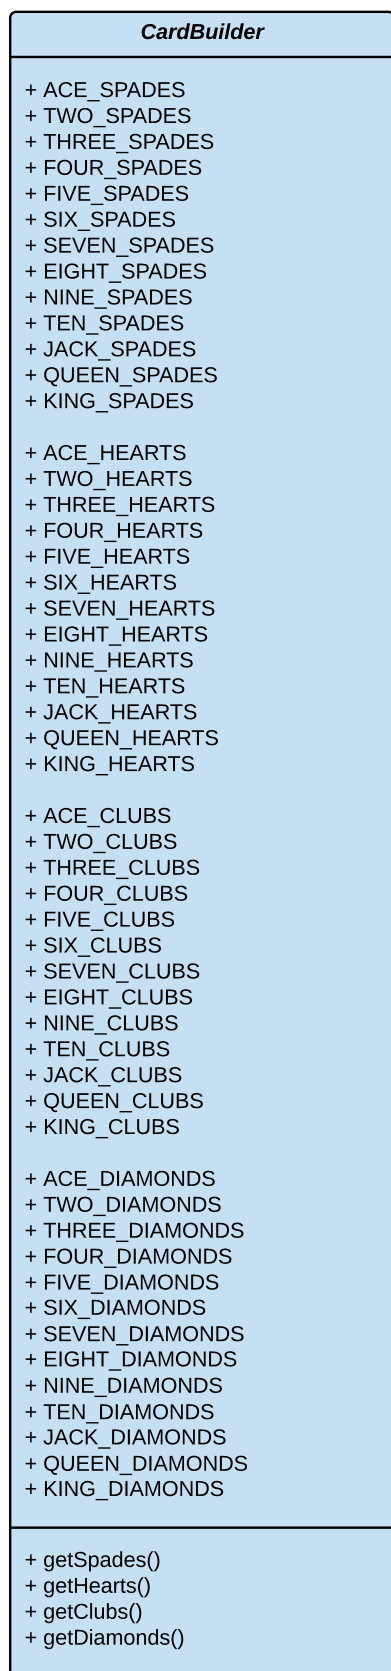 CardBuilder
+ ACE_SPADES
+ TWO_SPADES
+ THREE_SPADES
+ FOUR_SPADES
+ FIVE_SPADES
+ SIX_SPADES
+ SEVEN_SPADES
+ EIGHT_SPADES
+ NINE_SPADES
+ TEN_SPADES
+ JACK_SPADES
+ QUEEN_SPADES
+ KING_SPADES
+ ACE_HEARTS
+ TWO_HEARTS
+ THREE_HEARTS
+ FOUR_HEARTS
+ FIVE_HEARTS
+ SIX_HEARTS
+ SEVEN_HEARTS
+ EIGHT_HEARTS
+ NINE_HEARTS
+ TEN_HEARTS
+ JACK_HEARTS
+ QUEEN_HEARTS
+ KING_HEARTS
+ ACE_CLUBS
+ TWO_CLUBS
+ THREE_CLUBS
+ FOUR_CLUBS
+ FIVE_CLUBS
+ SIX_CLUBS
+ SEVEN_CLUBS
+ EIGHT_CLUBS
+ NINE_CLUBS
+ TEN_CLUBS
+ JACK_CLUBS
+ QUEEN_CLUBS
+ KING_CLUBS
+ ACE_DIAMONDS
+ TWO_DIAMONDS
+ THREE_DIAMONDS
+ FOUR_DIAMONDS
+ FIVE_DIAMONDS
+ SIX_DIAMONDS
+ SEVEN_DIAMONDS
+ EIGHT_DIAMONDS
+ NINE_DIAMONDS
+ TEN_DIAMONDS
+ JACK_DIAMONDS
+ QUEEN_DIAMONDS
+ KING_DIAMONDS
+ getSpades()
+ getHearts()
+ getClubs()
+ getDiamonds()